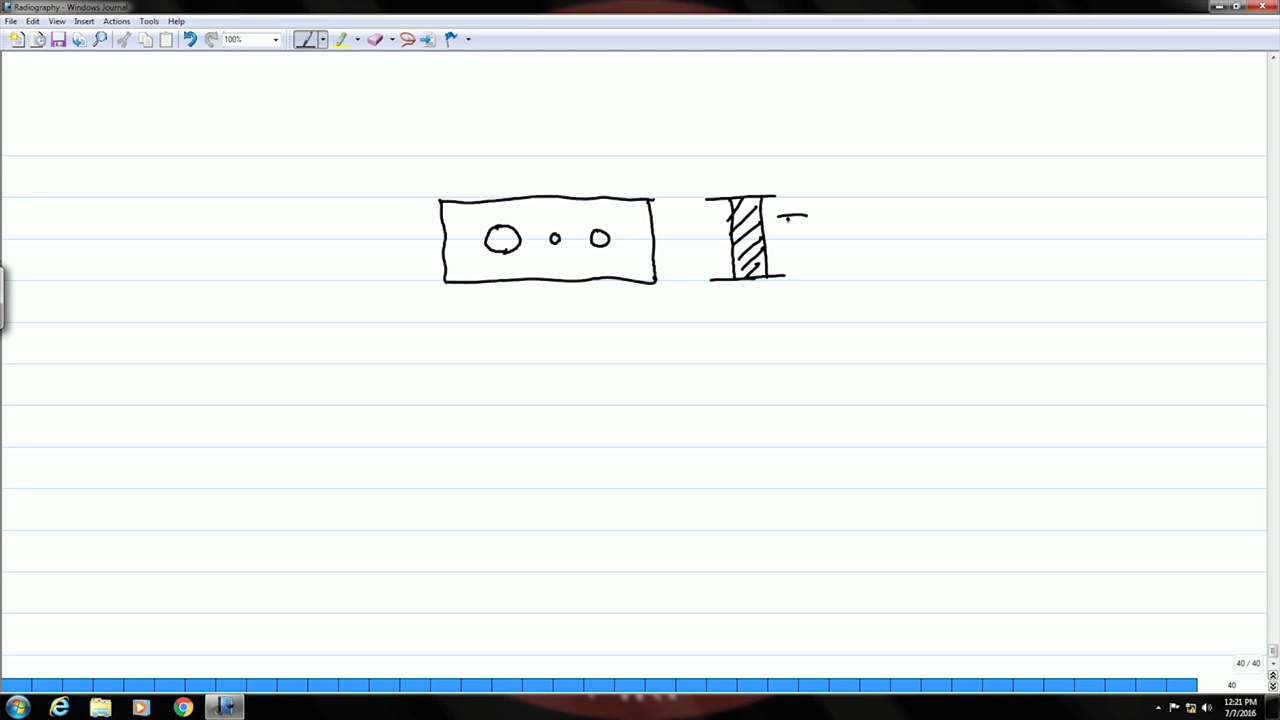 Radiography - Windows Journal
File Edit View Insert Actions Tools Help
100%
40 / 40
40
12:21 PM
7/7/2016